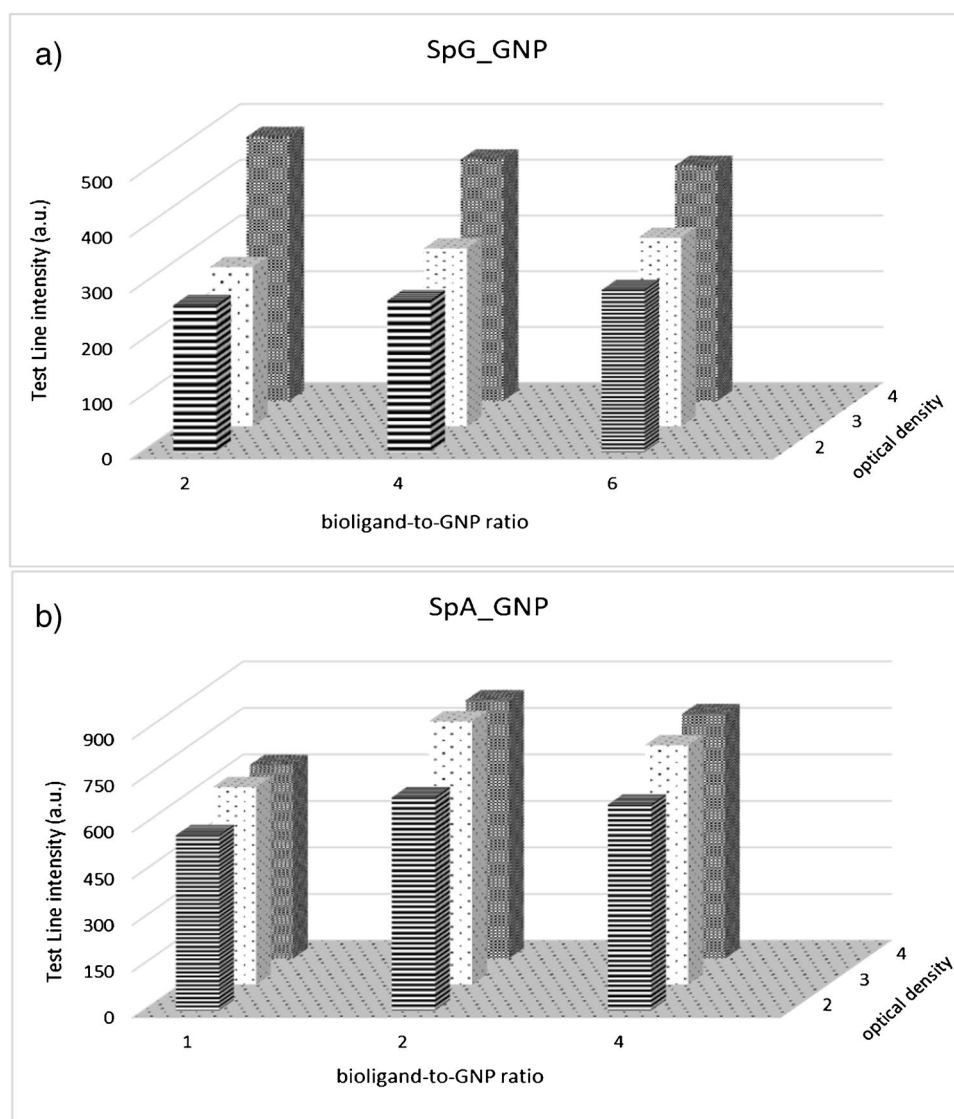 a)
SpG_GNP
Test Line intensity (a.u.)
500
400
300
200
100
0
2
4
6
bioligand-to-GNP ratio
4
3
2
optical density
b)
SpA_GNP
Test Line intensity (a.u.)
900
750
600
450
300
150
0
1
2
4
bioligand-to-GNP ratio
4
3
2
optical density